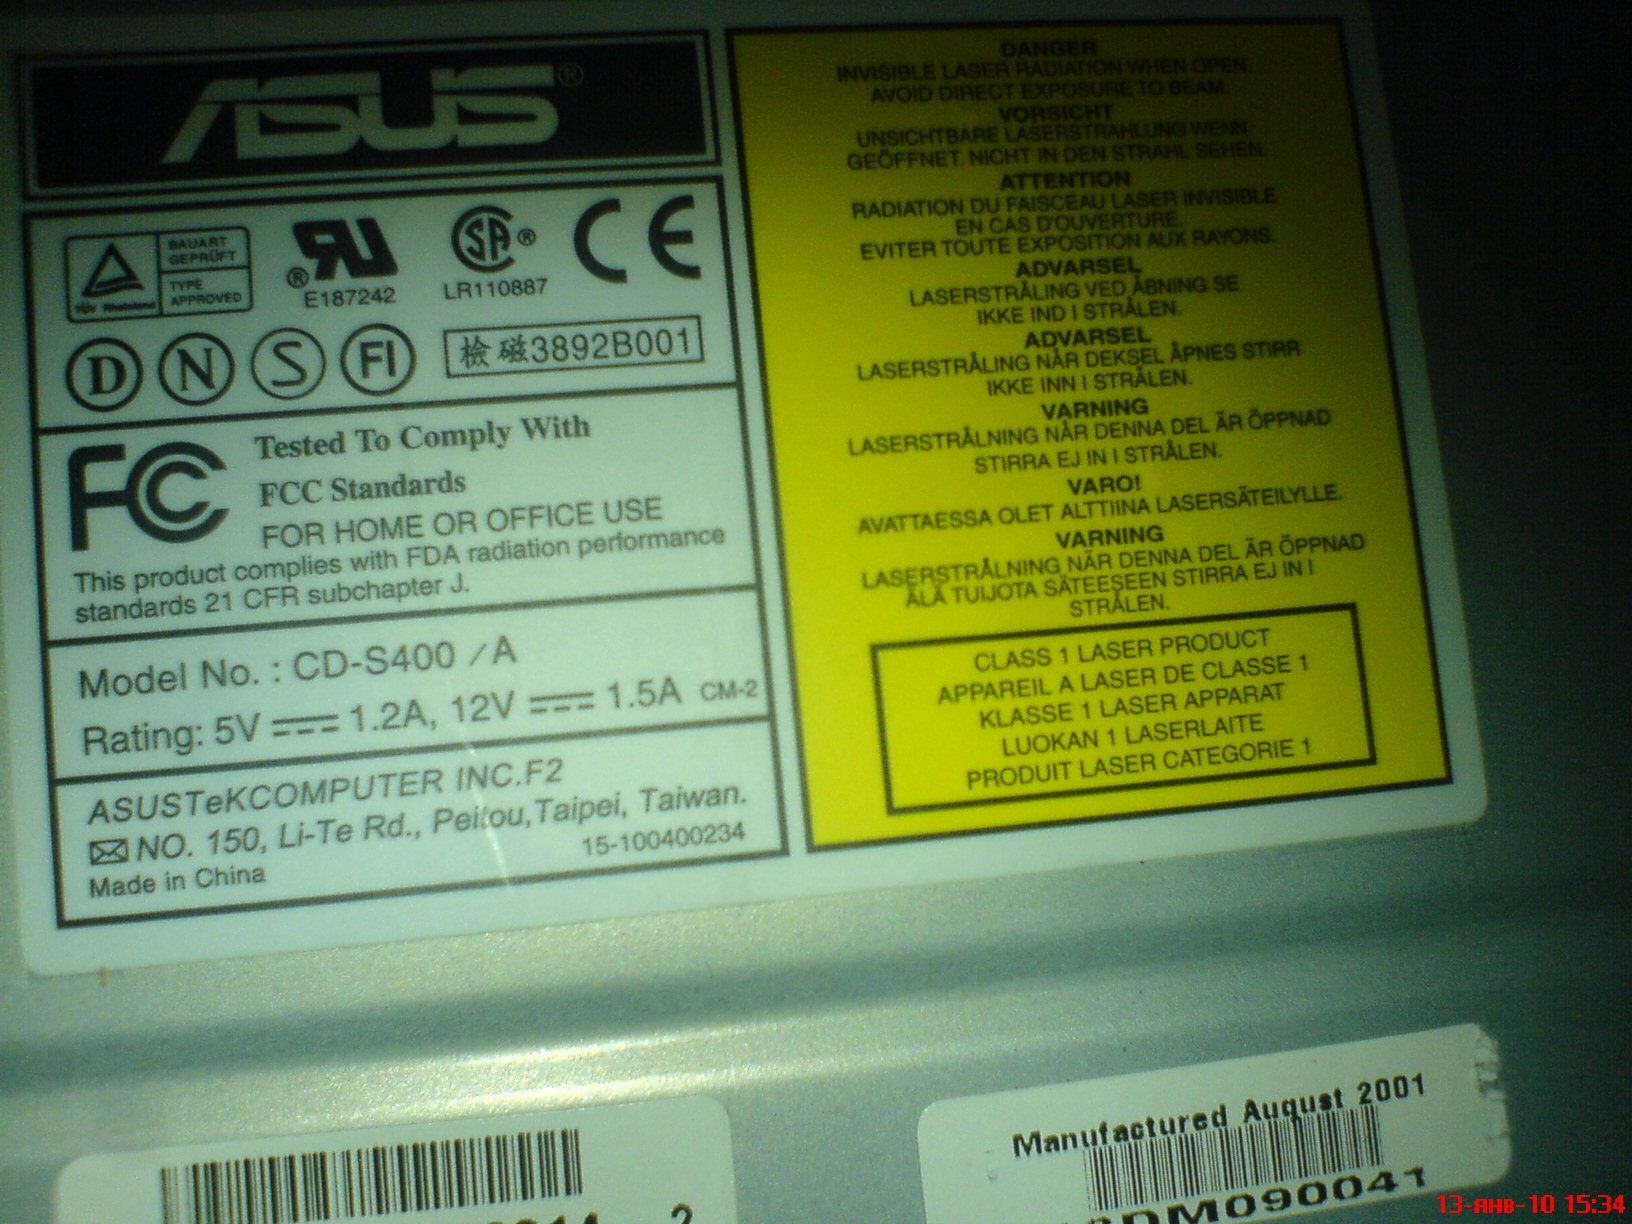 ASUS®
TÜV Rheinland
BAUART
GEPRÜFT
TYPE
APPROVED
®
E187242
SA ®
LR110887
CE
D N S FI
檢磁3892B001
FC
Tested To Comply With
FCC Standards
FOR HOME OR OFFICE USE
This product complies with FDA radiation performance
standards 21 CFR subchapter J.
Model No. : CD-S400 /A
Rating: 5V ⎓ 1.2A, 12V ⎓ 1.5A CM-2
ASUSTeKCOMPUTER INC.F2
NO. 150, Li-Te Rd., Peitou,Taipei, Taiwan.
15-100400234
Made in China
DANGER
INVISIBLE LASER RADIATION WHEN OPEN.
AVOID DIRECT EXPOSURE TO BEAM.
VORSICHT
UNSICHTBARE LASERSTRAHLUNG WENN
GEÖFFNET. NICHT IN DEN STRAHL SEHEN.
ATTENTION
RADIATION DU FAISCEAU LASER INVISIBLE
EN CAS D'OUVERTURE.
EVITER TOUTE EXPOSITION AUX RAYONS.
ADVARSEL
LASERSTRÅLING VED ÅBNING SE
IKKE IND I STRÅLEN.
ADVARSEL
LASERSTRÅLING NÅR DEKSEL ÅPNES STIRR
IKKE INN I STRÅLEN.
VARNING
LASERSTRÅLNING NÅR DENNA DEL ÄR ÖPPNAD
STIRRA EJ IN I STRÅLEN.
VARO!
AVATTAESSA OLET ALTTIINA LASERSÄTEILYLLE.
VARNING
LASERSTRÅLNING NÄR DENNA DEL ÄR ÖPPNAD
ÄLÄ TUIJOTA SÄTEESEEN STIRRA EJ IN I
STRÅLEN.
CLASS 1 LASER PRODUCT
APPAREIL A LASER DE CLASSE 1
KLASSE 1 LASER APPARAT
LUOKAN 1 LASERLAITE
PRODUIT LASER CATEGORIE 1
Manufactured August 2001
DM090041
13-янв-10 15:34